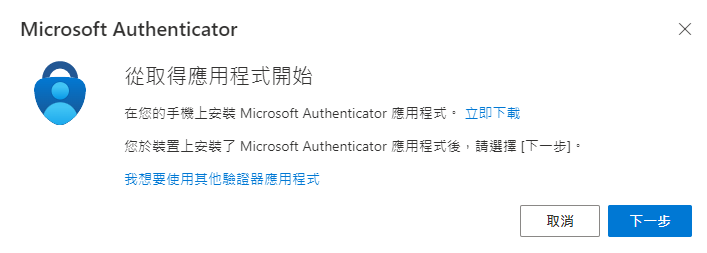 Microsoft Authenticator
從取得應用程式開始
在您的手機上安裝 Microsoft Authenticator 應用程式。 立即下載
您於裝置上安裝了 Microsoft Authenticator 應用程式後，請選擇 [下一步]。
我想要使用其他驗證器應用程式
取消
下一步